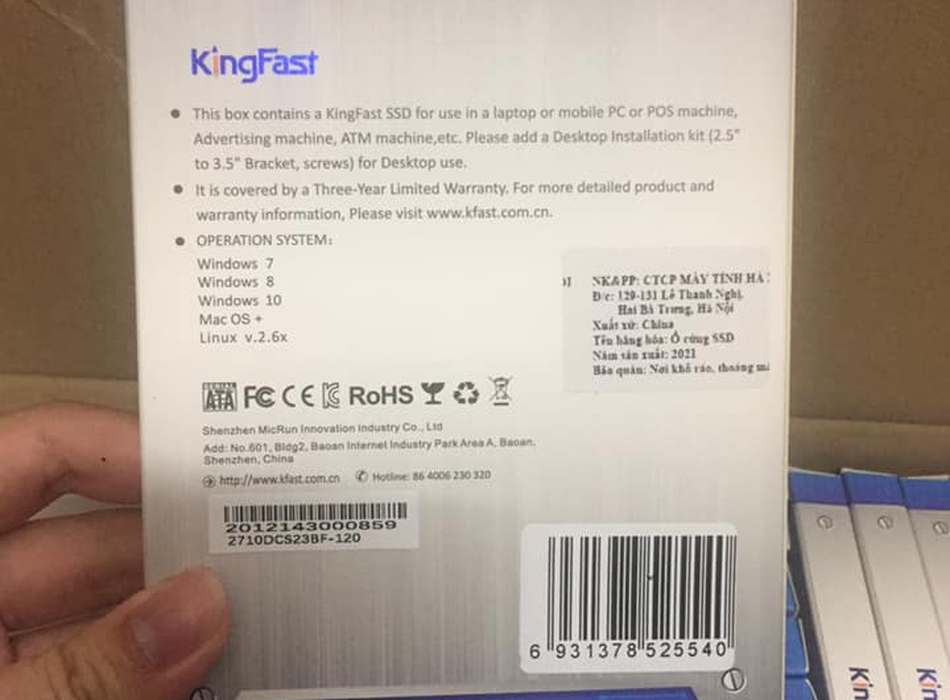 KingFast
This box contains a KingFast SSD for use in a laptop or mobile PC or POS machine,
Advertising machine, ATM machine,etc. Please add a Desktop Installation kit (2.5"
to 3.5" Bracket, screws) for Desktop use.
It is covered by a Three-Year Limited Warranty. For more detailed product and
warranty information, Please visit www.kfast.com.cn.
OPERATION SYSTEM:
Windows 7
Windows 8
Windows 10
Mac OS +
Linux v.2.6x
NK&PP: CTCP MÁY TÍNH HÀ
Đ/c: 129-131 Lê Thanh Nghị,
Hai Bà Trưng, Hà Nội
Xuất xứ: China
Tên hàng hóa: Ổ cứng SSD
Năm sản xuất: 2021
Bảo quản: Nơi khô ráo, thoáng
SERIAL
ATA FC CE RoHS
Shenzhen MicRun Innovation Industry Co., Ltd
Add: No.601, Bldg2, Baoan Internet Industry Park Area A, Baoan.
Shenzhen, China
http://www.kfast.com.cn Hotline: 86 4006 230 320
2012143000859
2710DCS23BF-120
6 931378 525540
Kin
Kin